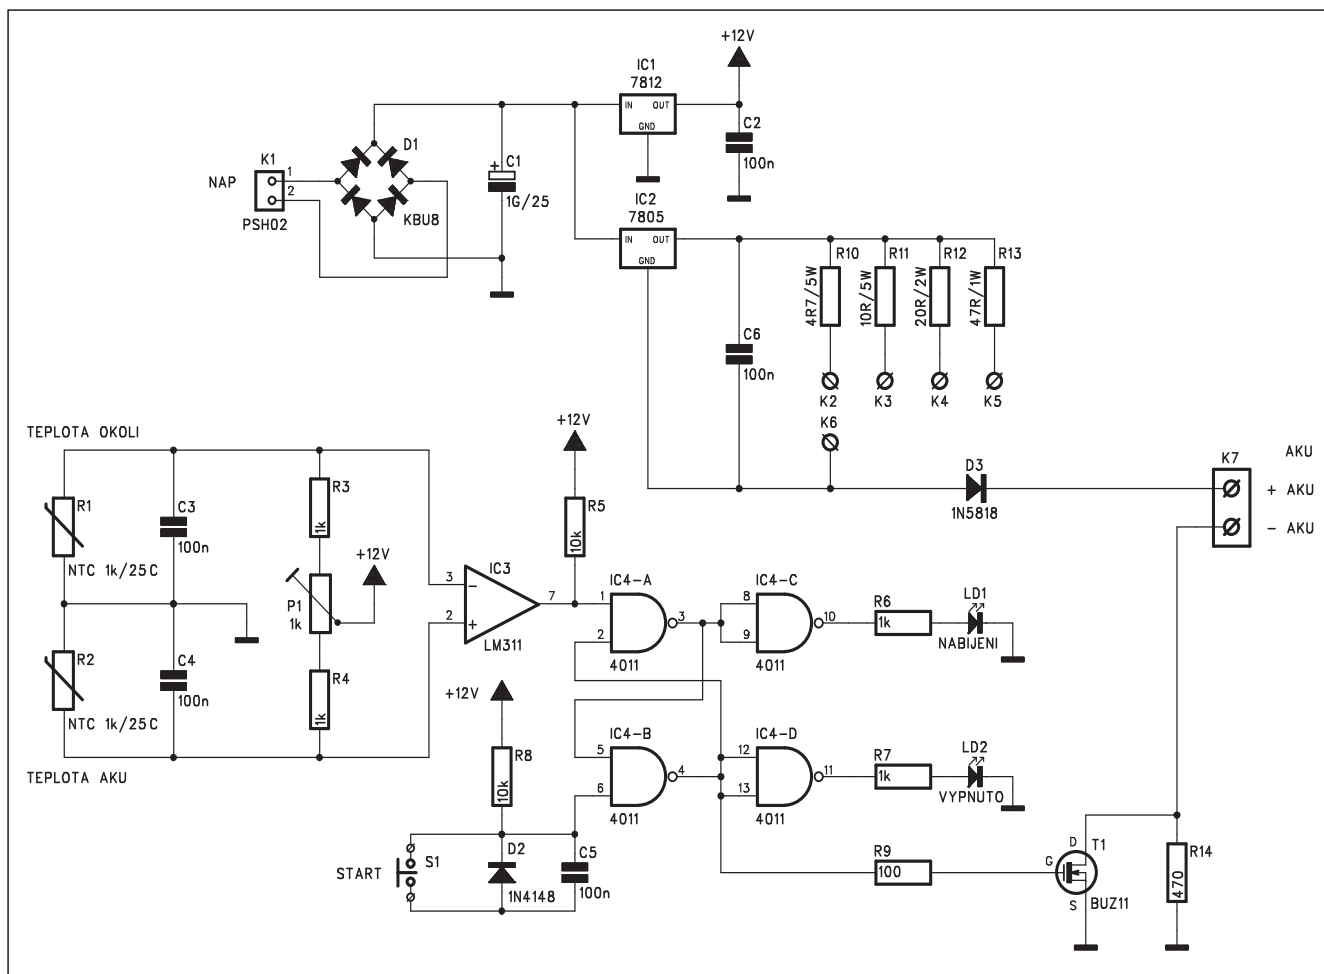 +12V
IC1
7812
IN OUT
GND
C2
100n
D1
K1
1
2
NAP
PSH02
KBU8
+
C1
1G/25
IC2
7805
IN OUT
GND
R10
4R7/5W
R11
10R/5W
R12
20R/2W
R13
47R/1W
C6
100n
K2
K3
K4
K5
K6
TEPLOTA OKOLI
+12V
D3
1N5818
K7
AKU
+ AKU
- AKU
R1
NTC 1k/25C
C3
100n
R3
1k
R5
10k
+12V
P1
1k
IC3
3
-
2
+
7
LM311
IC4-A
1
2
3
4011
IC4-C
8
9
10
4011
R6
1k
LD1
NABIJENI
R2
NTC 1k/25C
C4
100n
R4
1k
TEPLOTA AKU
+12V
R8
10k
IC4-B
5
6
4
4011
IC4-D
12
13
11
4011
R7
1k
LD2
VYPNUTO
START
S1
D2
1N4148
C5
100n
R9
100
D
G
S
T1
BUZ11
R14
470